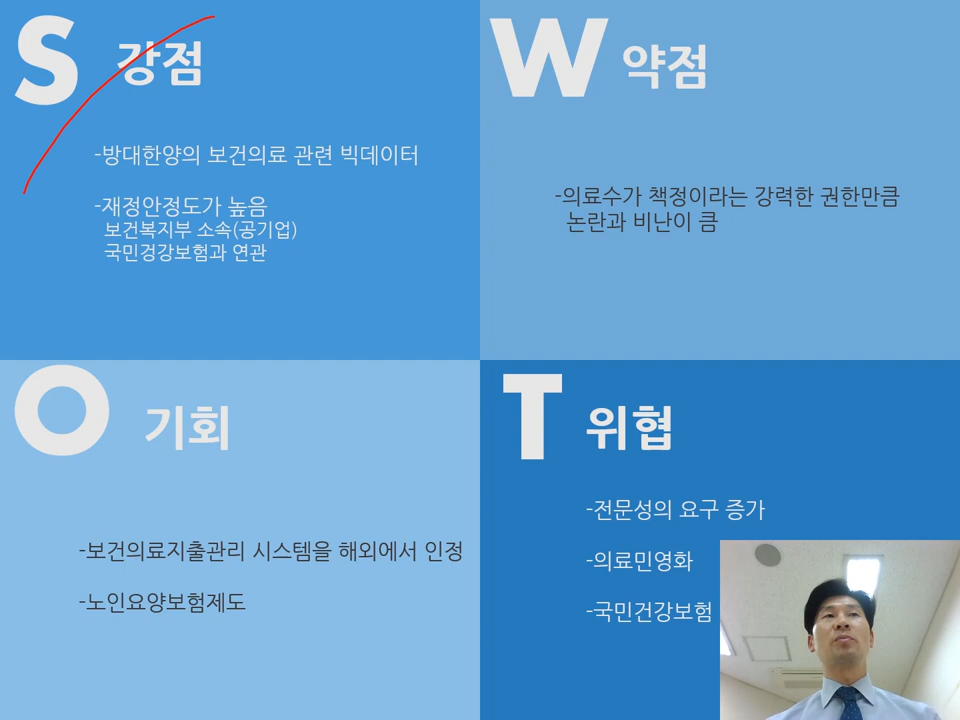 S 강점
-방대한양의 보건의료 관련 빅데이터
-재정안정도가 높음
보건복지부 소속(공기업)
국민겅강보험과 연관
W 약점
-의료수가 책정이라는 강력한 권한만큼
논란과 비난이 큼
O 기회
-보건의료지출관리 시스템을 해외에서 인정
-노인요양보험제도
T 위협
-전문성의 요구 증가
-의료민영화
-국민건강보험